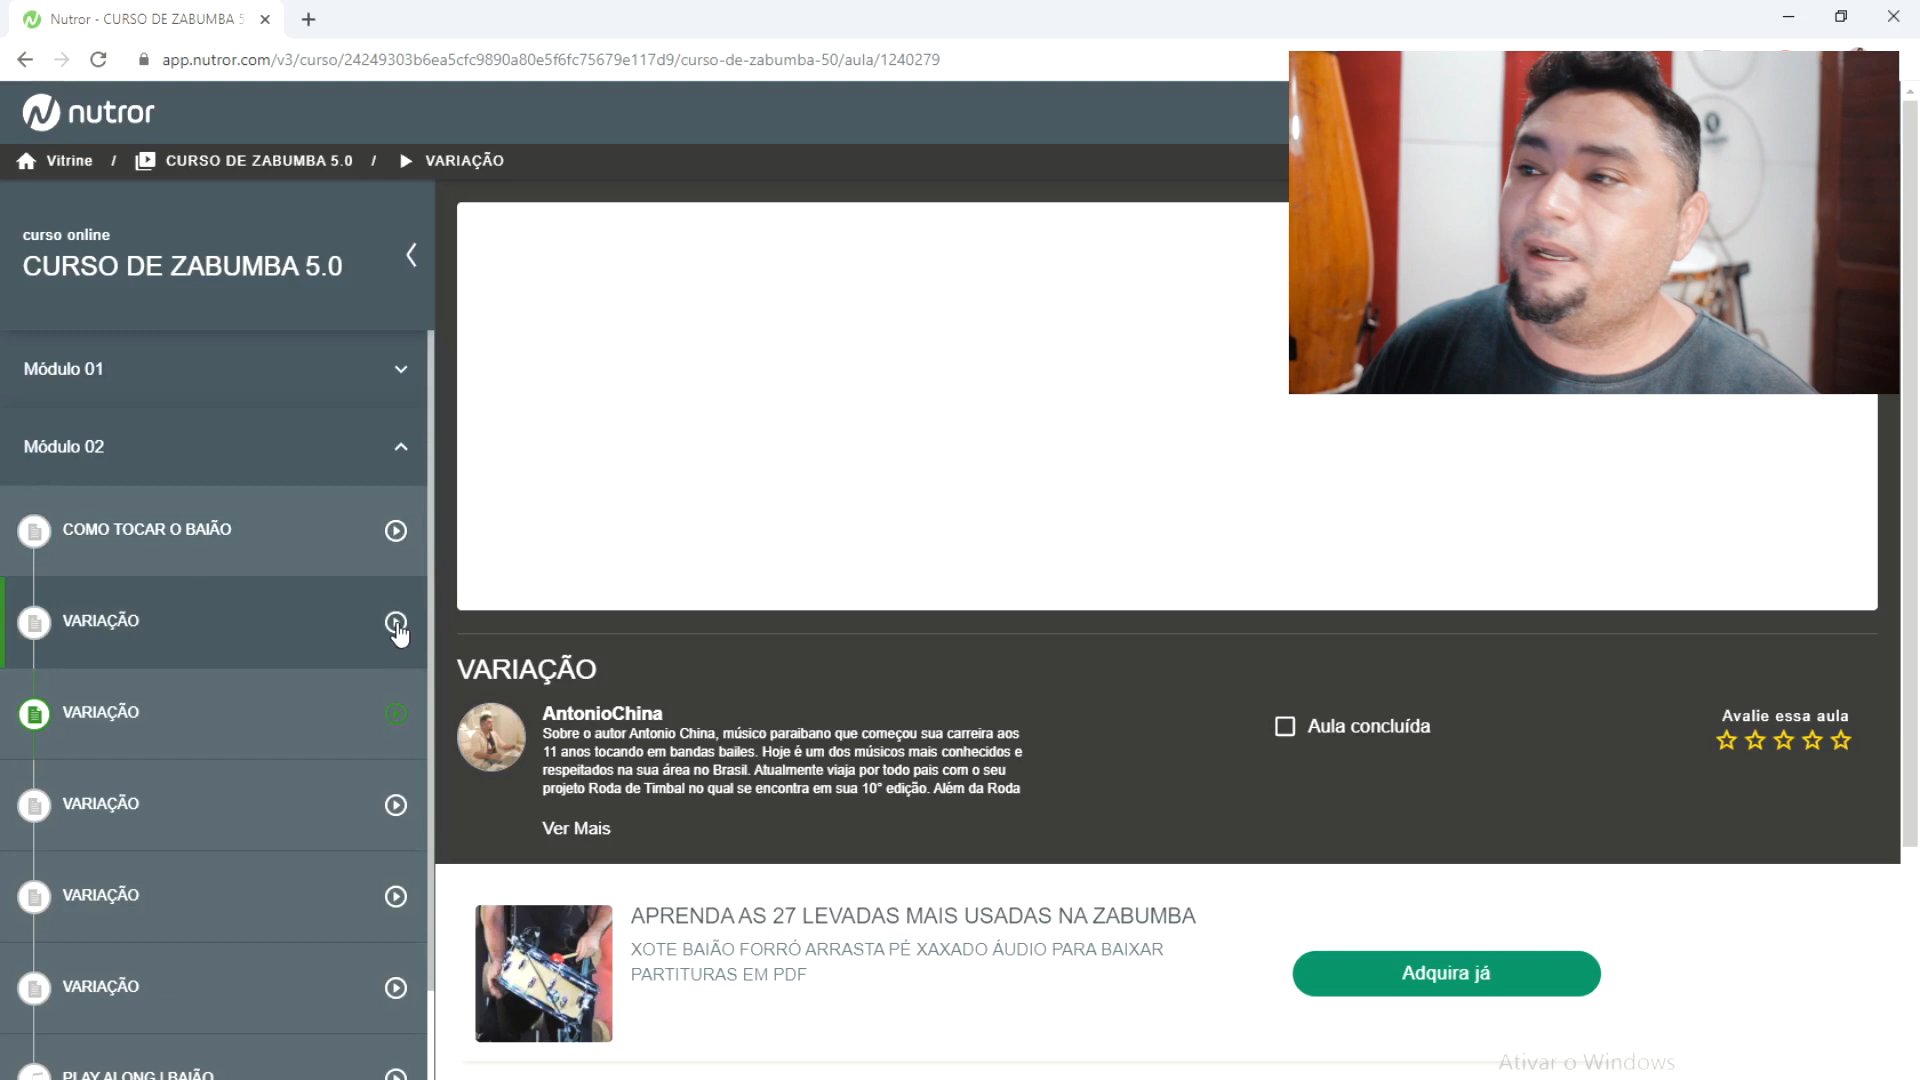 Nutror - CURSO DE ZABUMBA 5
app.nutror.com/v3/curso/24249303b6ea5cfc9890a80e5f6fc75679e117d9/curso-de-zabumba-50/aula/1240279
nutror
Vitrine / CURSO DE ZABUMBA 5.0 / VARIAÇÃO
curso online
CURSO DE ZABUMBA 5.0
Módulo 01
Módulo 02
COMO TOCAR O BAIÃO
VARIAÇÃO
VARIAÇÃO
VARIAÇÃO
VARIAÇÃO
VARIAÇÃO
PLAY ALONG | BAIÃO
VARIAÇÃO
AntonioChina
Sobre o autor Antonio China, músico paraibano que começou sua carreira aos
11 anos tocando em bandas bailes. Hoje é um dos músicos mais conhecidos e
respeitados na sua área no Brasil. Atualmente viaja por todo pais com o seu
projeto Roda de Timbal no qual se encontra em sua 10° edição. Além da Roda
Ver Mais
Aula concluída
Avalie essa aula
APRENDA AS 27 LEVADAS MAIS USADAS NA ZABUMBA
XOTE BAIÃO FORRÓ ARRASTA PÉ XAXADO ÁUDIO PARA BAIXAR
PARTITURAS EM PDF
Adquira já
Ativar o Windows